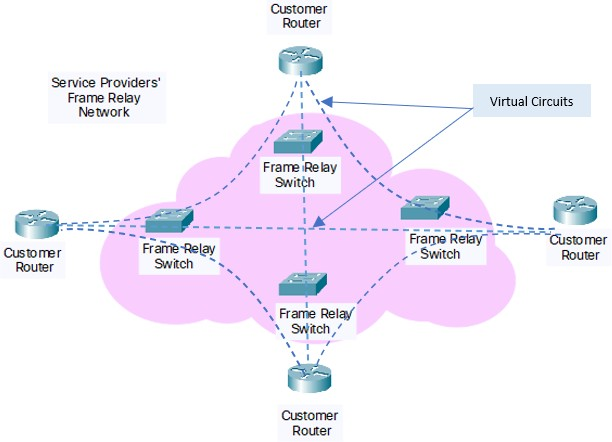 Customer
Router
Service Providers'
Frame Relay
Network
Virtual Circuits
Frame Relay
Switch
Customer
Router
Frame Relay
Switch
Frame Relay
Switch
Customer
Router
Frame Relay
Switch
Customer
Router